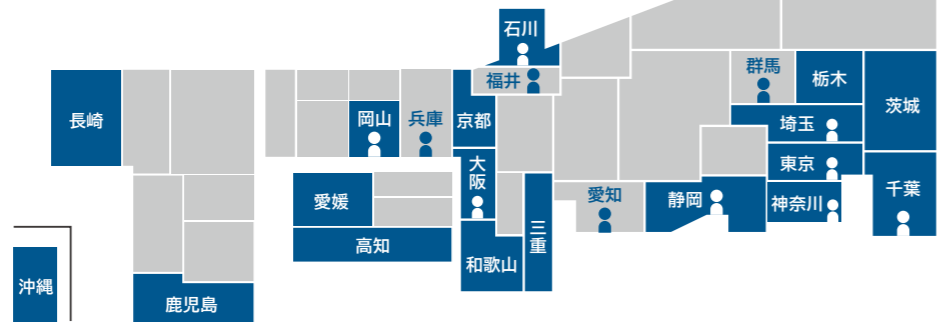 石川
群馬
栃木
福井
茨城
長崎
岡山
兵庫
京都
埼玉
東京
大阪
千葉
愛媛
愛知
静岡
神奈川
三重
高知
和歌山
沖縄
鹿児島